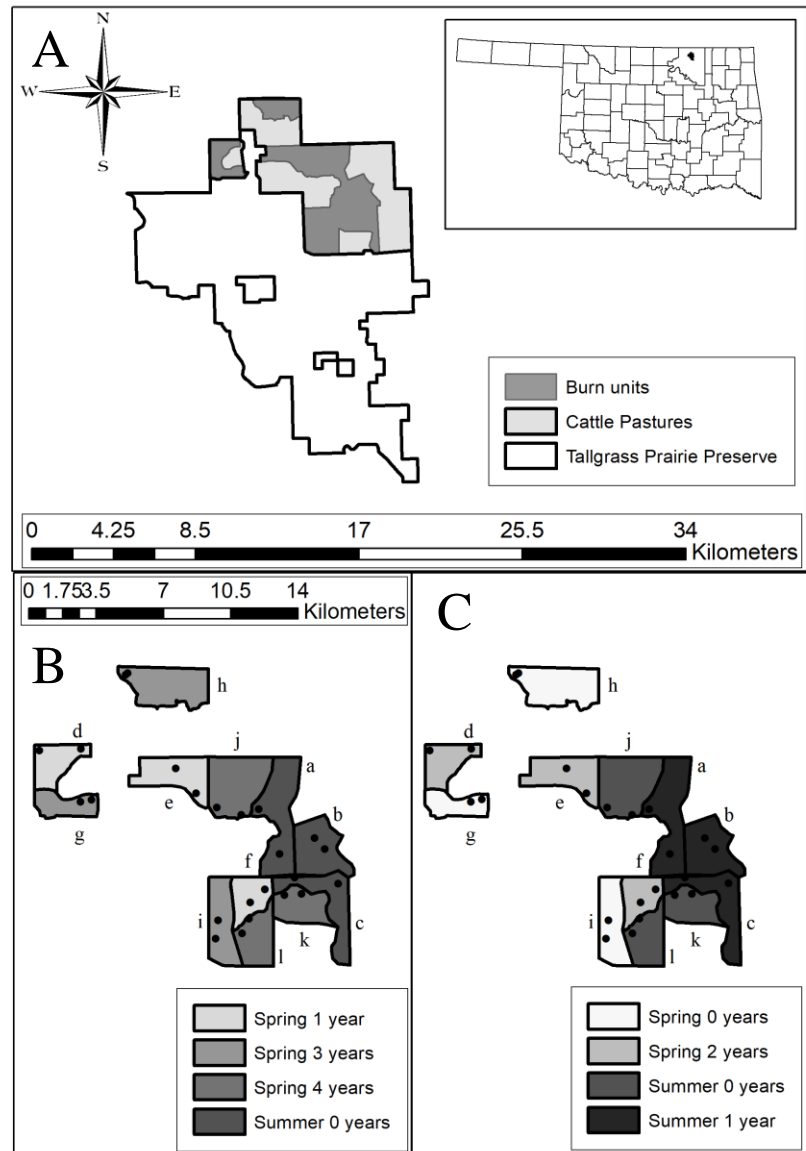 A
N
W E
S
Burn units
Cattle Pastures
Tallgrass Prairie Preserve
0 4.25 8.5 17 25.5 34
Kilometers
0 1.75 3.5 7 10.5 14
Kilometers
B
h
d
j
a
e
b
g
f
i
c
k
l
Spring 1 year
Spring 3 years
Spring 4 years
Summer 0 years
C
h
d
j
a
e
b
g
f
i
c
k
l
Spring 0 years
Spring 2 years
Summer 0 years
Summer 1 year